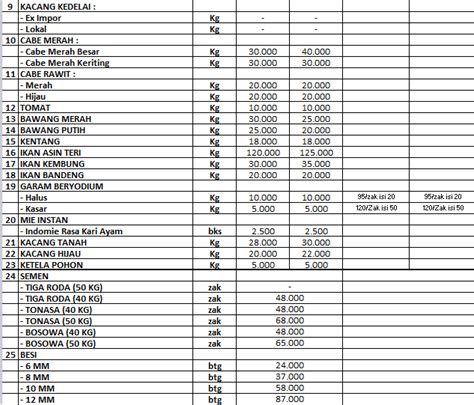 9 KACANG KEDELAI :
- Ex Impor Kg - -
- Lokal Kg - -
10 CABE MERAH :
- Cabe Merah Besar Kg 30.000 40.000
- Cabe Merah Keriting Kg 30.000 30.000
11 CABE RAWIT :
- Merah Kg 20.000 20.000
- Hijau Kg 20.000 20.000
12 TOMAT Kg 10.000 10.000
13 BAWANG MERAH Kg 30.000 25.000
14 BAWANG PUTIH Kg 25.000 20.000
15 KENTANG Kg 18.000 18.000
16 IKAN ASIN TERI Kg 120.000 125.000
17 IKAN KEMBUNG Kg 30.000 35.000
18 IKAN BANDENG Kg 20.000 20.000
19 GARAM BERYODIUM
- Halus Kg 10.000 10.000 95/zak isi 20 95/zak isi 20
- Kasar Kg 5.000 5.000 120/Zak isi 50 120/Zak isi 50
20 MIE INSTAN
- Indomie Rasa Kari Ayam bks 2.500 2.500
21 KACANG TANAH Kg 28.000 30.000
22 KACANG HIJAU Kg 20.000 22.000
23 KETELA POHON Kg 5.000 5.000
24 SEMEN
- TIGA RODA (50 KG) zak -
- TIGA RODA (40 KG) zak 48.000
- TONASA (40 KG) zak 48.000
- TONASA (50 KG) zak 68.000
- BOSOWA (40 KG) zak 48.000
- BOSOWA (50 KG) zak 65.000
25 BESI
- 6 MM btg 24.000
- 8 MM btg 37.000
- 10 MM btg 58.000
- 12 MM btg 87.000